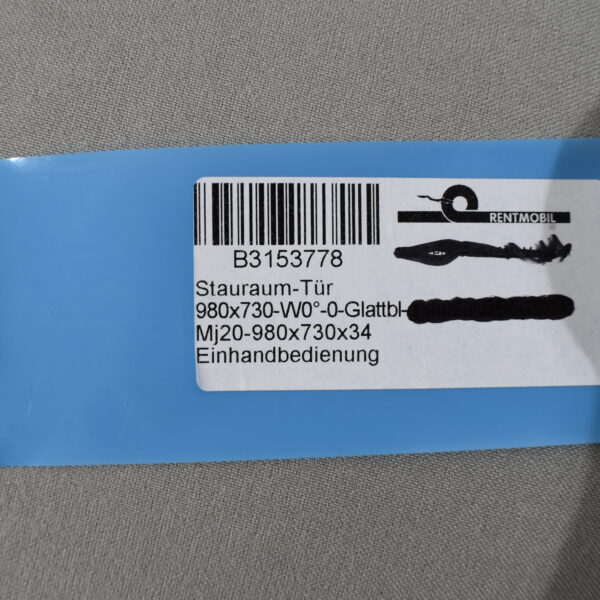 RENTMOBIL
B3153778
Stauraum-Tür
980x730-W0°-0-Glattbl-
Mj20-980x730x34
Einhandbedienung